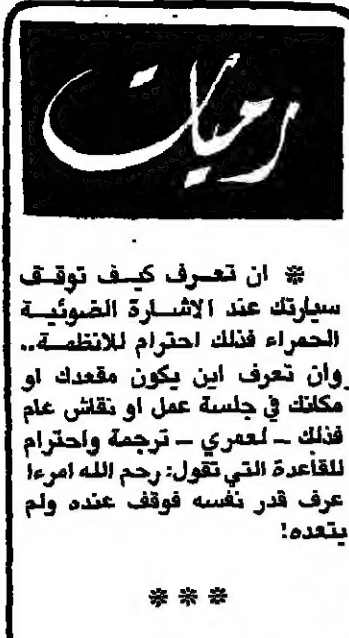 رميات
❊ ان تعرف كيف توقف
سيارتك عند الاشارة الضوئية
الحمراء فذلك احترام للانظمة..
وان تعرف اين يكون مقعدك او
مكانك في جلسة عمل او نقاش عام
فذلك - لعمري - ترجمة واحترام
للقاعدة التي تقول: رحم الله امرءا
عرف قدر نفسه فوقف عنده ولم
يتعده!
❊ ❊ ❊